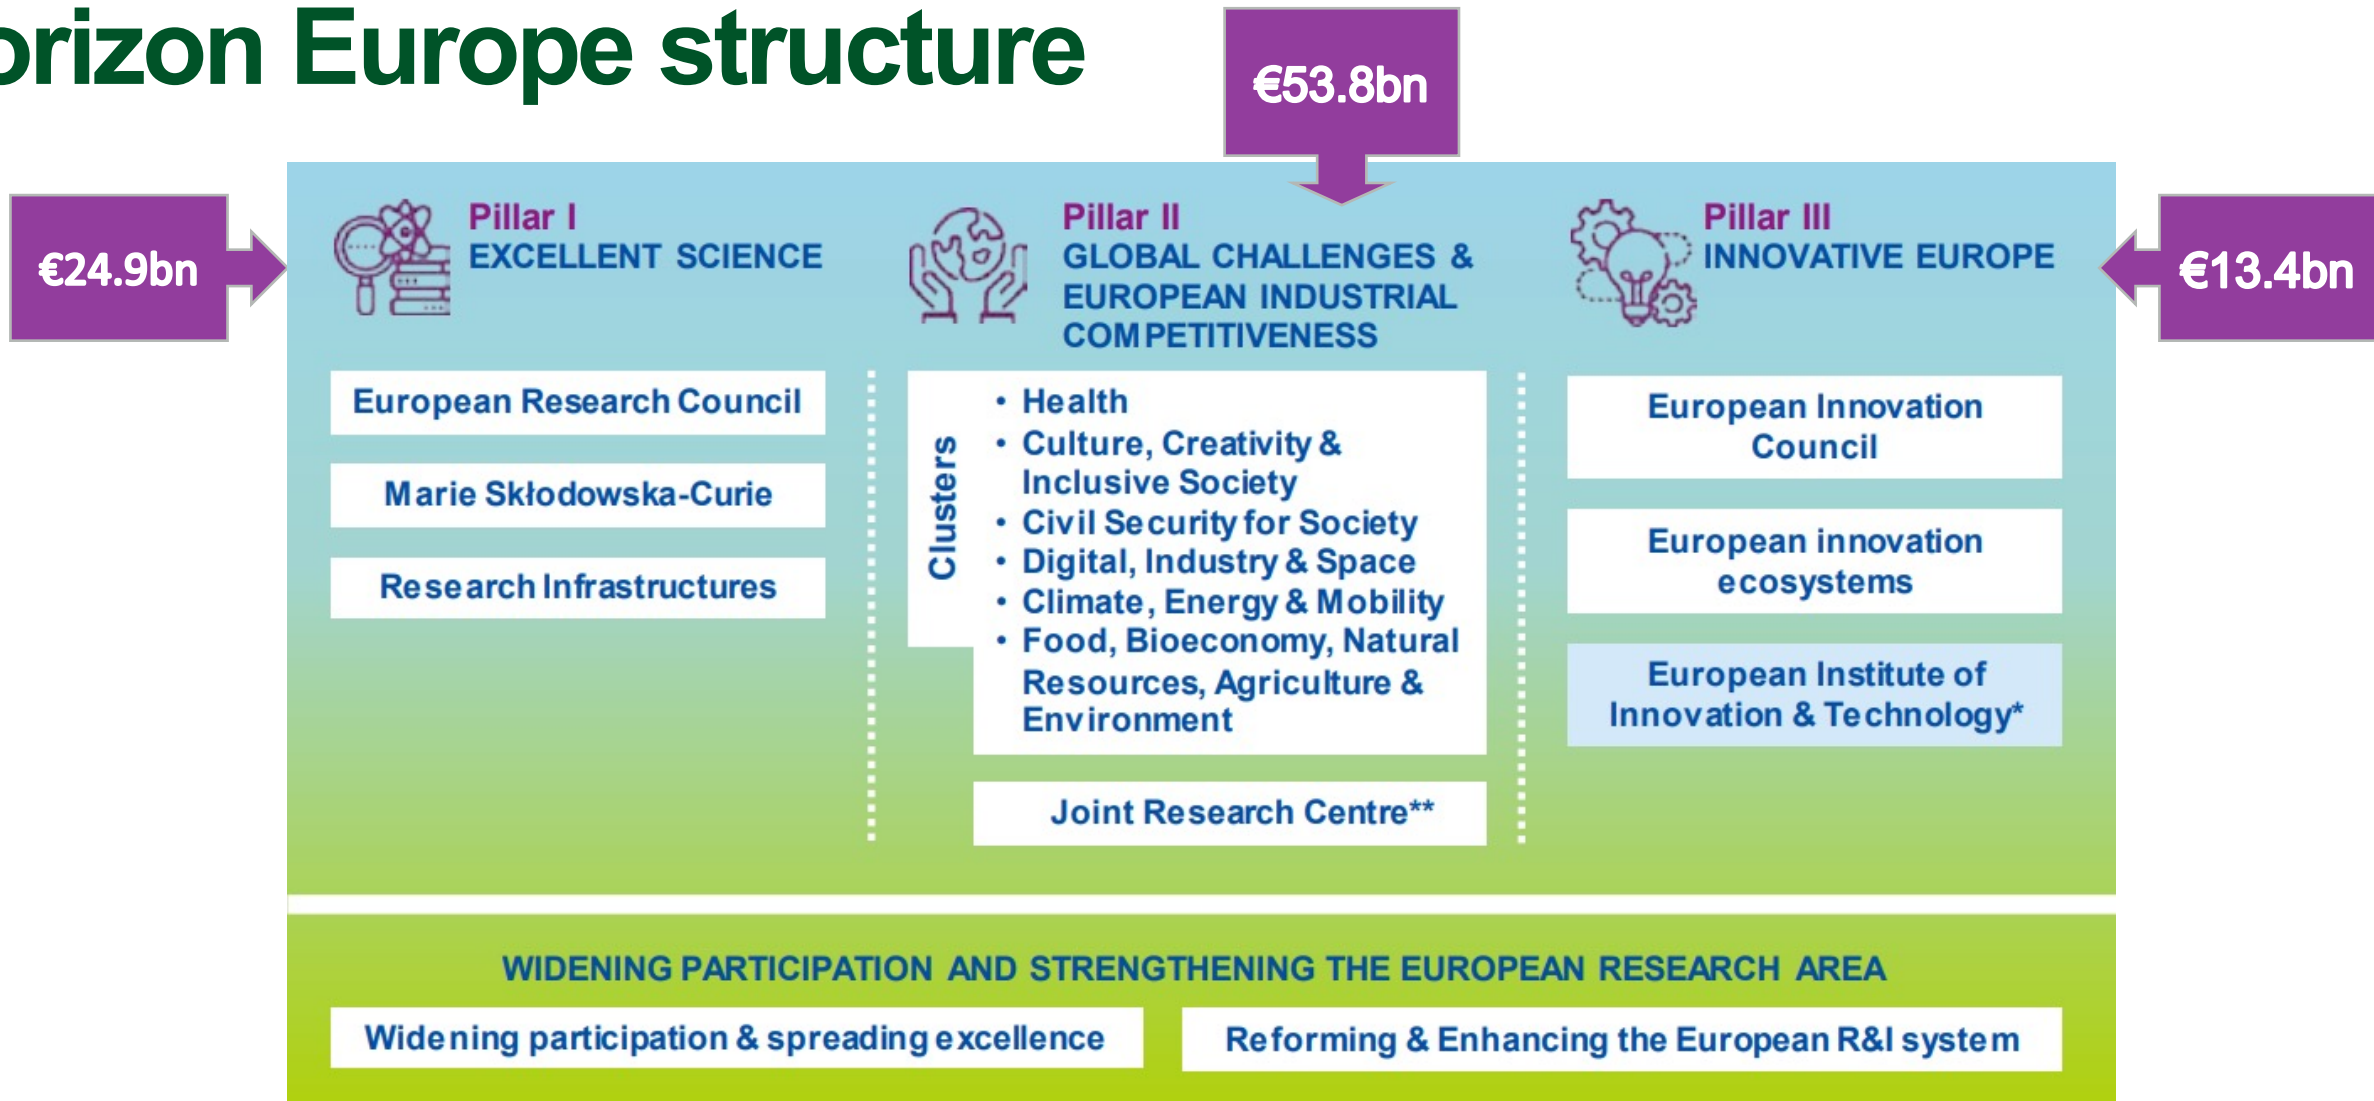 orizon Europe structure
€53.8bn
€24.9bn
€13.4bn
Pillar I
EXCELLENT SCIENCE
European Research Council
Marie Skłodowska-Curie
Research Infrastructures
Pillar II
GLOBAL CHALLENGES &
EUROPEAN INDUSTRIAL
COMPETITIVENESS
Clusters
• Health
• Culture, Creativity &
Inclusive Society
• Civil Security for Society
• Digital, Industry & Space
• Climate, Energy & Mobility
• Food, Bioeconomy, Natural
Resources, Agriculture &
Environment
Joint Research Centre**
Pillar III
INNOVATIVE EUROPE
European Innovation
Council
European innovation
ecosystems
European Institute of
Innovation & Technology*
WIDENING PARTICIPATION AND STRENGTHENING THE EUROPEAN RESEARCH AREA
Widening participation & spreading excellence
Reforming & Enhancing the European R&I system